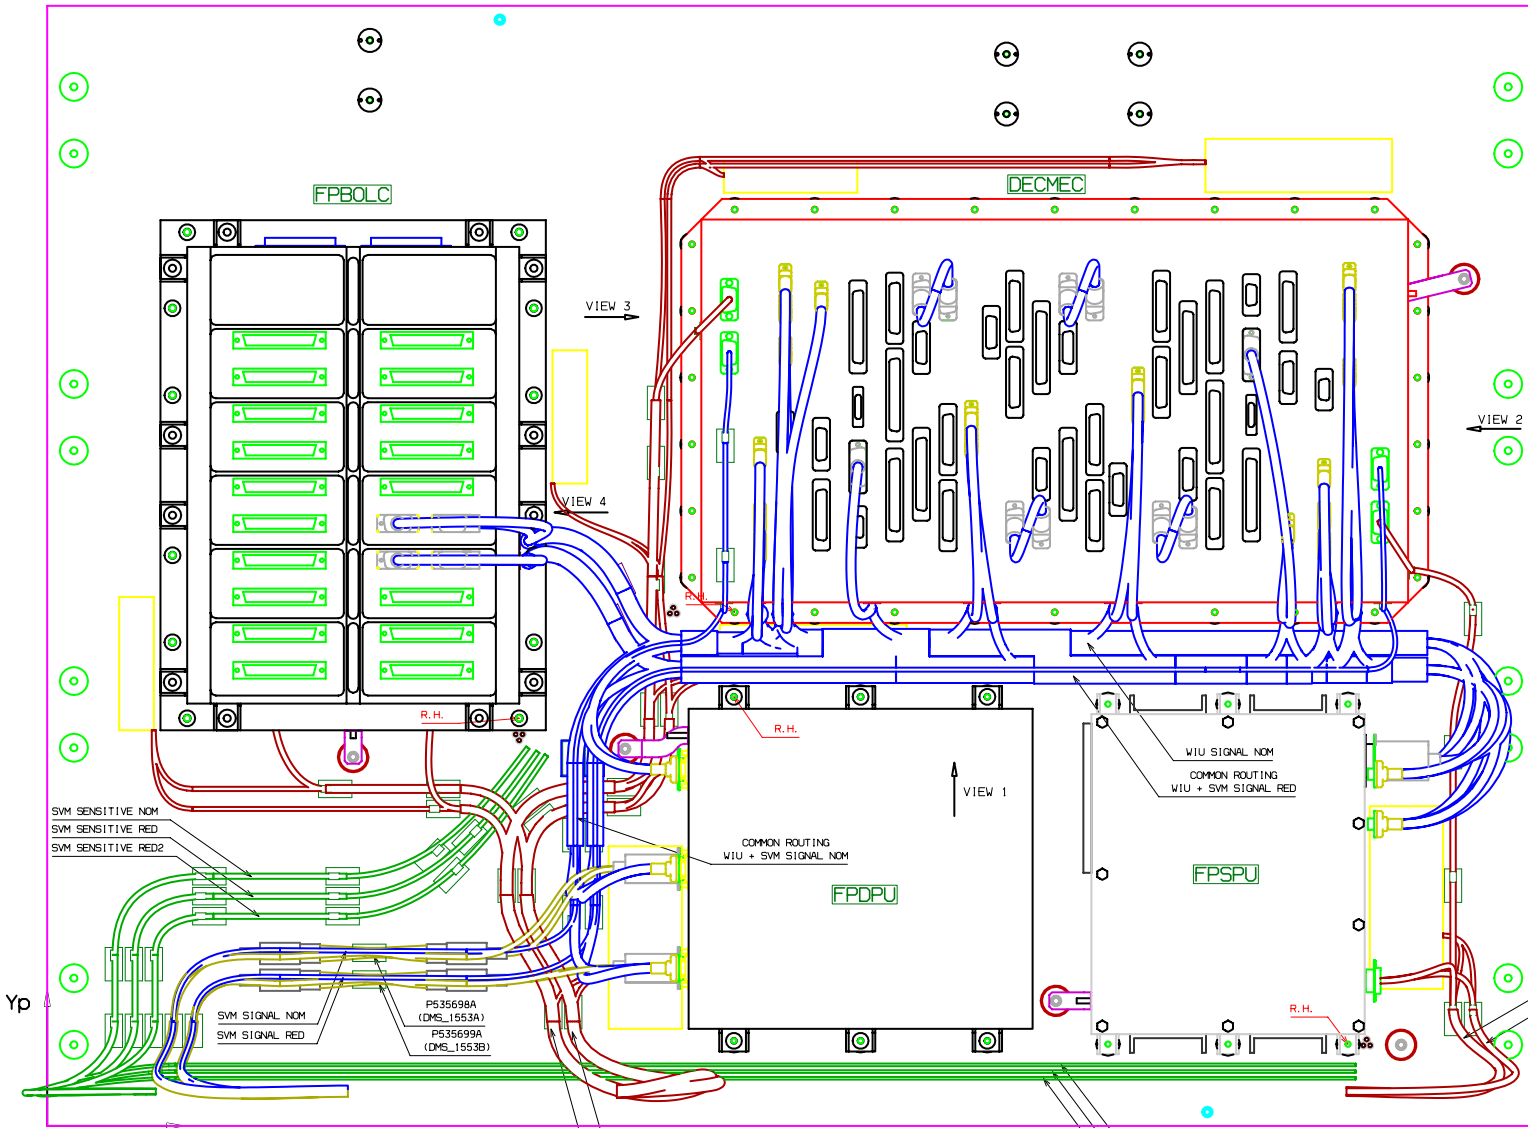 FPBOLC
DECMEC
VIEW 3
VIEW 2
VIEW 4
R.H.
R.H.
R.H.
WIU SIGNAL NOM
COMMON ROUTING
WIU + SVM SIGNAL RED
VIEW 1
SVM SENSITIVE NOM
SVM SENSITIVE RED
SVM SENSITIVE RED2
COMMON ROUTING
WIU + SVM SIGNAL NOM
FPDPU
FPSPU
Yp
P535698A
(DMS_1553A)
SVM SIGNAL NOM
SVM SIGNAL RED
P535699A
(DMS_1553B)
R.H.